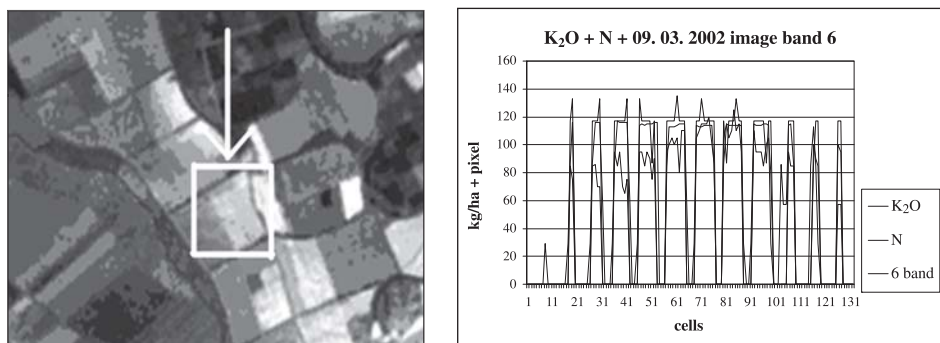 K₂O + N + 09. 03. 2002 image band 6
160
140
120
100
80
60
40
20
0
kg/ha + pixel
1 11 21 31 41 51 61 71 81 91 101 111 121 131
cells
K₂O
N
6 band